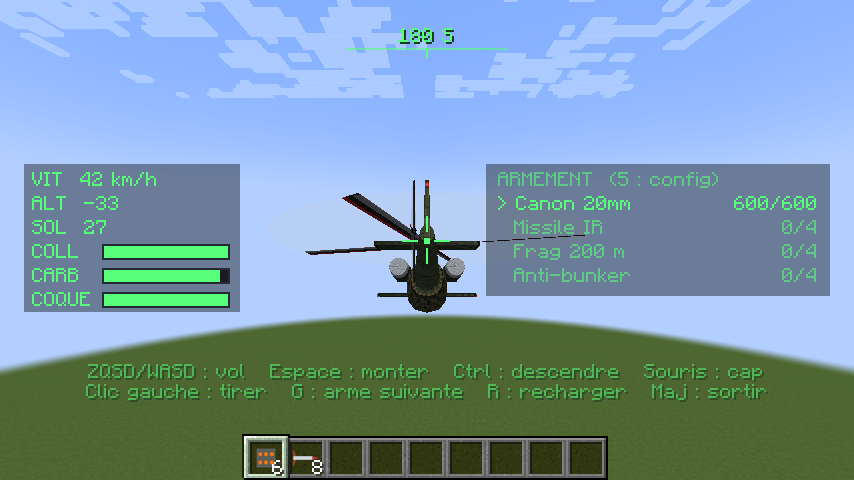 180 S
VIT 42 km/h
ALT -33
SOL 27
COLL
CARB
COQUE
ARMEMENT (5 : config)
> Canon 20mm 600/600
Missile IR 0/4
Frag 200 m 0/4
Anti-bunker 0/4
ZQSD/WASD : vol Espace : monter Ctrl : descendre Souris : cap
Clic gauche : tirer G : arme suivante R : recharger Maj : sortir
6 8